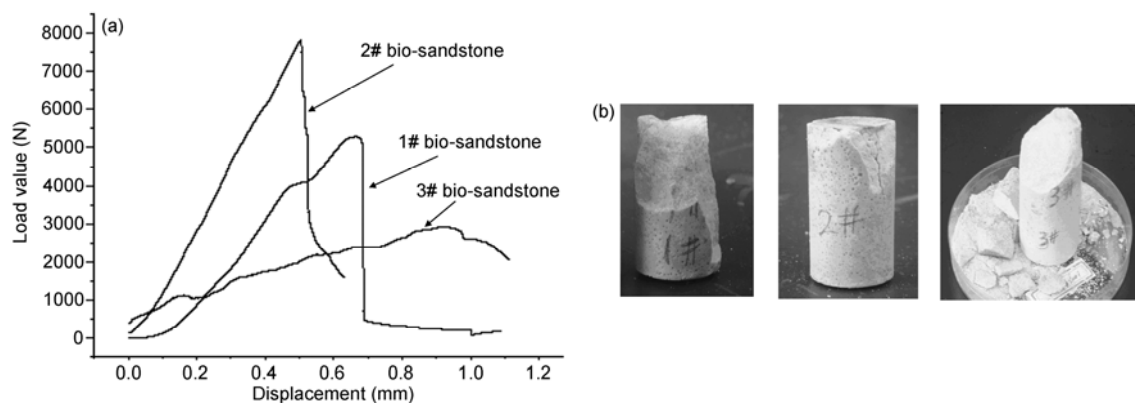 (a)
8000
7000
6000
5000
4000
3000
2000
1000
0
Load value (N)
2# bio-sandstone
1# bio-sandstone
3# bio-sandstone
0.0 0.2 0.4 0.6 0.8 1.0 1.2
Displacement (mm)
(b)
1#
2#
3#
3#